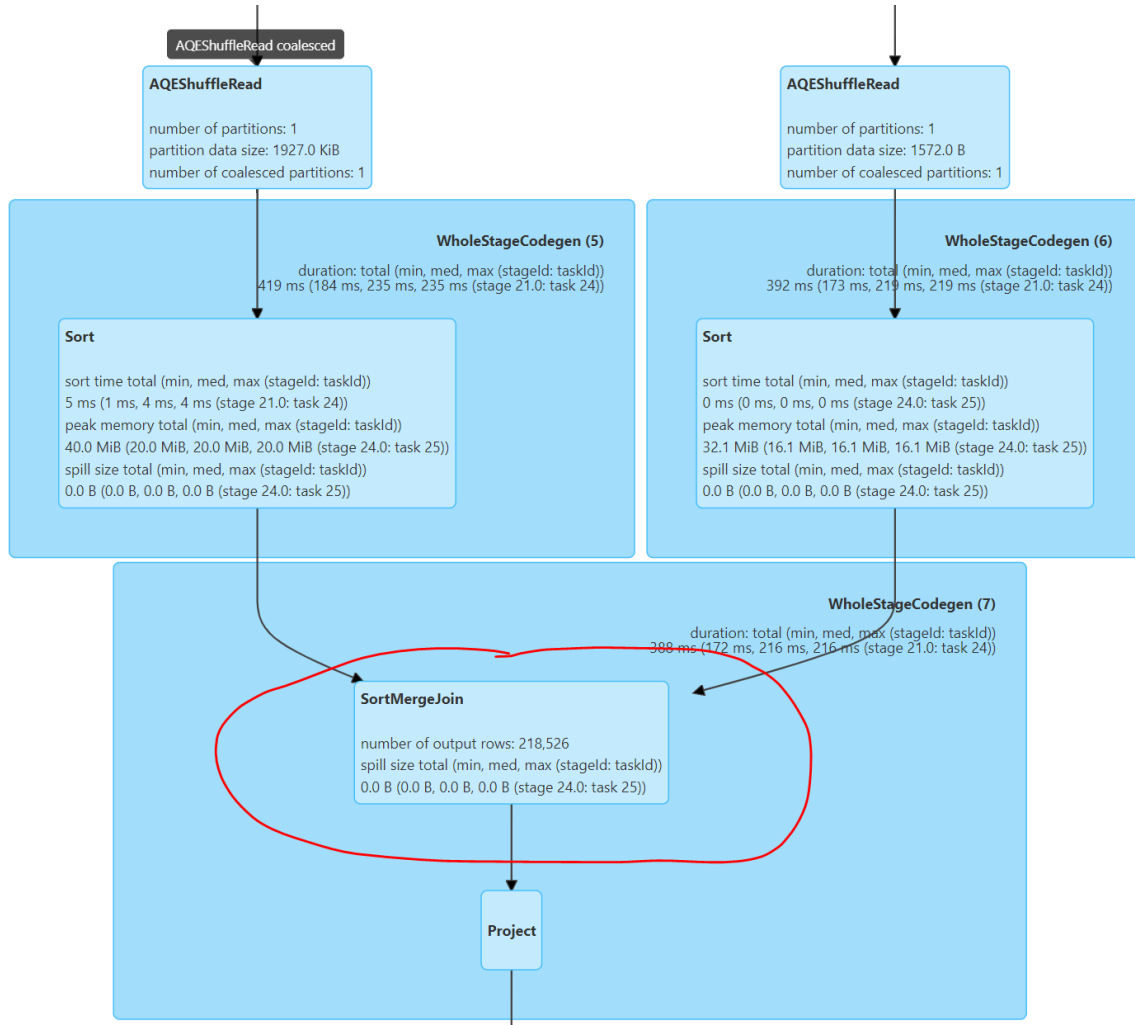 AQEShuffleRead coalesced
AQEShuffleRead
number of partitions: 1
partition data size: 1927.0 KiB
number of coalesced partitions: 1
AQEShuffleRead
number of partitions: 1
partition data size: 1572.0 B
number of coalesced partitions: 1
WholeStageCodegen (5)
duration: total (min, med, max (stageId: taskId))
419 ms (184 ms, 235 ms, 235 ms (stage 21.0: task 24))
Sort
sort time total (min, med, max (stageId: taskId))
5 ms (1 ms, 4 ms, 4 ms (stage 21.0: task 24))
peak memory total (min, med, max (stageId: taskId))
40.0 MiB (20.0 MiB, 20.0 MiB, 20.0 MiB (stage 24.0: task 25))
spill size total (min, med, max (stageId: taskId))
0.0 B (0.0 B, 0.0 B, 0.0 B (stage 24.0: task 25))
WholeStageCodegen (6)
duration: total (min, med, max (stageId: taskId))
392 ms (173 ms, 219 ms, 219 ms (stage 21.0: task 24))
Sort
sort time total (min, med, max (stageId: taskId))
0 ms (0 ms, 0 ms, 0 ms (stage 24.0: task 25))
peak memory total (min, med, max (stageId: taskId))
32.1 MiB (16.1 MiB, 16.1 MiB, 16.1 MiB (stage 24.0: task 25))
spill size total (min, med, max (stageId: taskId))
0.0 B (0.0 B, 0.0 B, 0.0 B (stage 24.0: task 25))
WholeStageCodegen (7)
duration: total (min, med, max (stageId: taskId))
388 ms (172 ms, 216 ms, 216 ms (stage 21.0: task 24))
SortMergeJoin
number of output rows: 218,526
spill size total (min, med, max (stageId: taskId))
0.0 B (0.0 B, 0.0 B, 0.0 B (stage 24.0: task 25))
Project